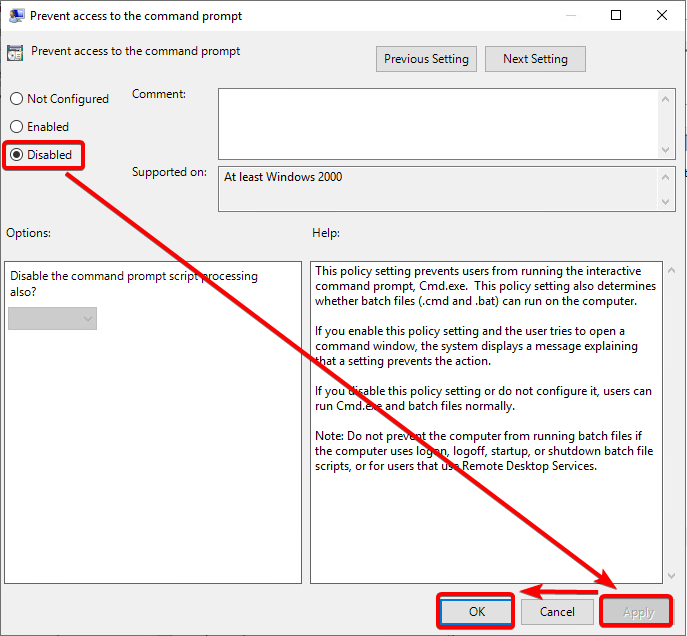 Prevent access to the command prompt
Prevent access to the command prompt
Previous Setting
Next Setting
Not Configured
Enabled
Disabled
Comment:
Supported on:
At least Windows 2000
Options:
Help:
Disable the command prompt script processing
also?
This policy setting prevents users from running the interactive
command prompt, Cmd.exe. This policy setting also determines
whether batch files (.cmd and .bat) can run on the computer.
If you enable this policy setting and the user tries to open a
command window, the system displays a message explaining
that a setting prevents the action.
If you disable this policy setting or do not configure it, users can
run Cmd.exe and batch files normally.
Note: Do not prevent the computer from running batch files if
the computer uses logon, logoff, startup, or shutdown batch file
scripts, or for users that use Remote Desktop Services.
OK
Cancel
Apply